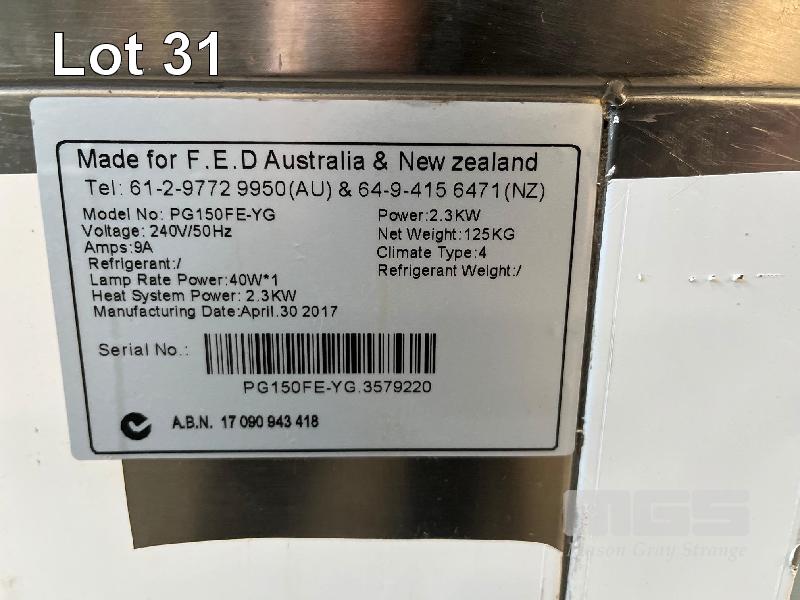 Lot 31
Made for F.E.D Australia & New zealand
Tel: 61-2-9772 9950(AU) & 64-9-415 6471(NZ)
Model No: PG150FE-YG
Power:2.3KW
Voltage: 240V/50Hz
Net Weight:125KG
Amps:9A
Climate Type:4
Refrigerant:/
Refrigerant Weight:/
Lamp Rate Power:40W*1
Heat System Power: 2.3KW
Manufacturing Date:April.30 2017
Serial No.:
PG150FE-YG.3579220
A.B.N. 17 090 943 418
MGS
Mason Gray Strange